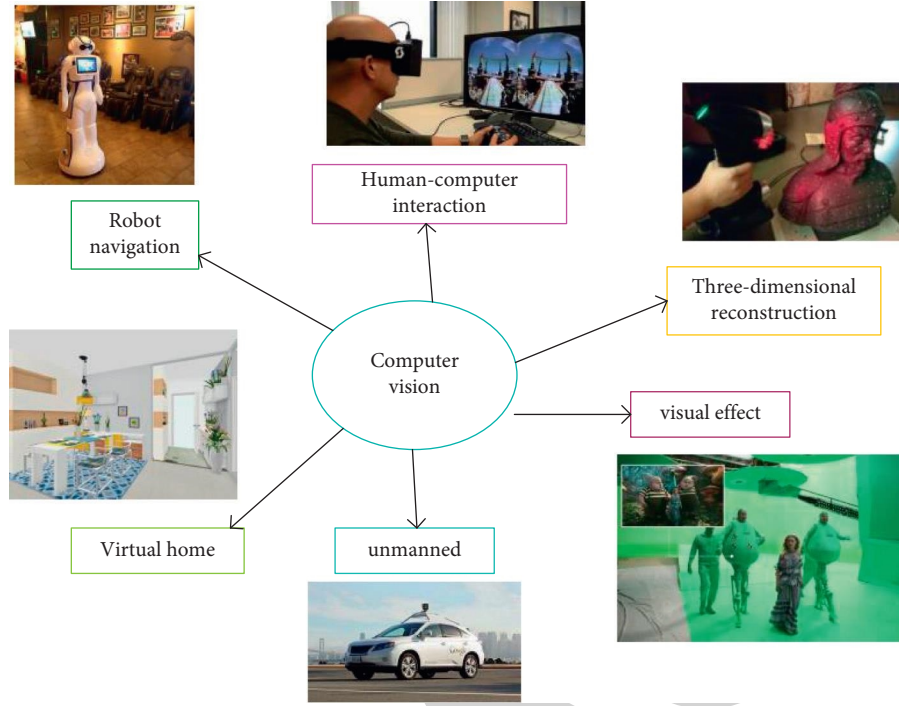 Human-computer
interaction
Robot
navigation
Three-dimensional
reconstruction
Computer
vision
visual effect
Virtual home
unmanned